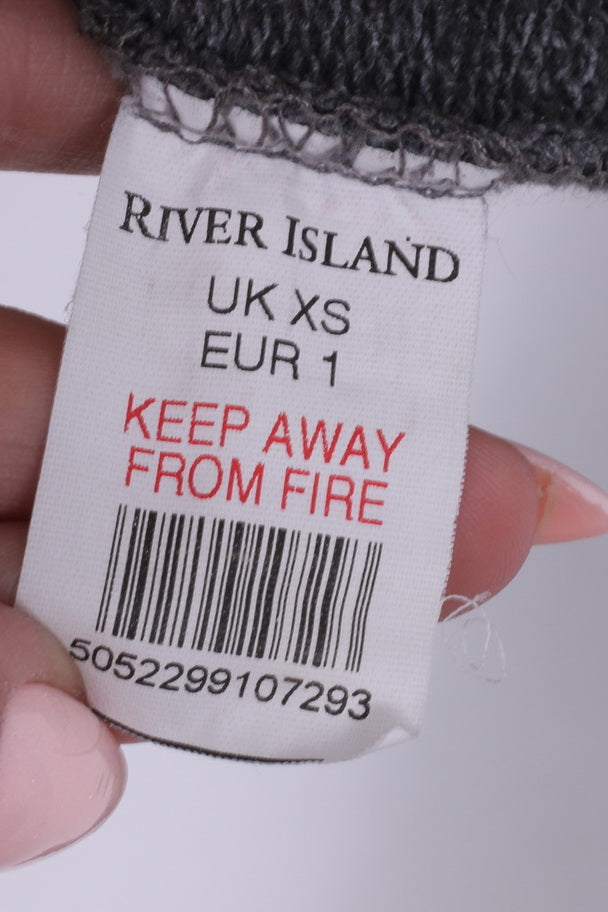 RIVER ISLAND
UK XS
EUR 1
KEEP AWAY
FROM FIRE
5052299107293